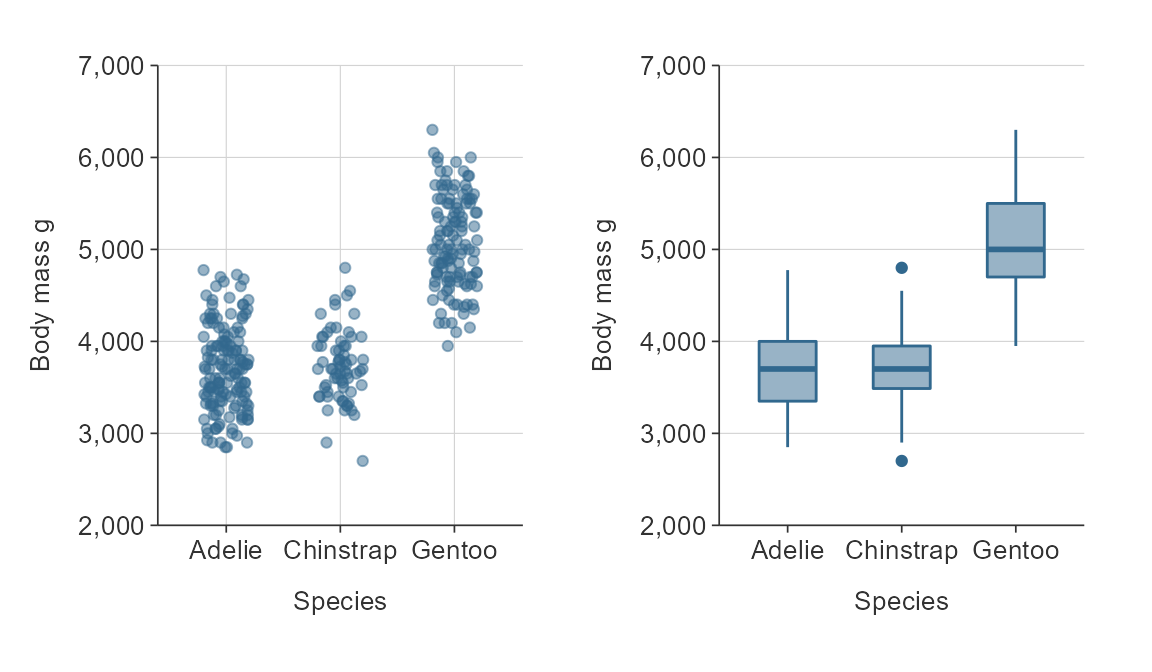 7,000
6,000
5,000
4,000
3,000
2,000
Body mass g
Adelie Chinstrap Gentoo
Species
7,000
6,000
5,000
4,000
3,000
2,000
Body mass g
Adelie Chinstrap Gentoo
Species